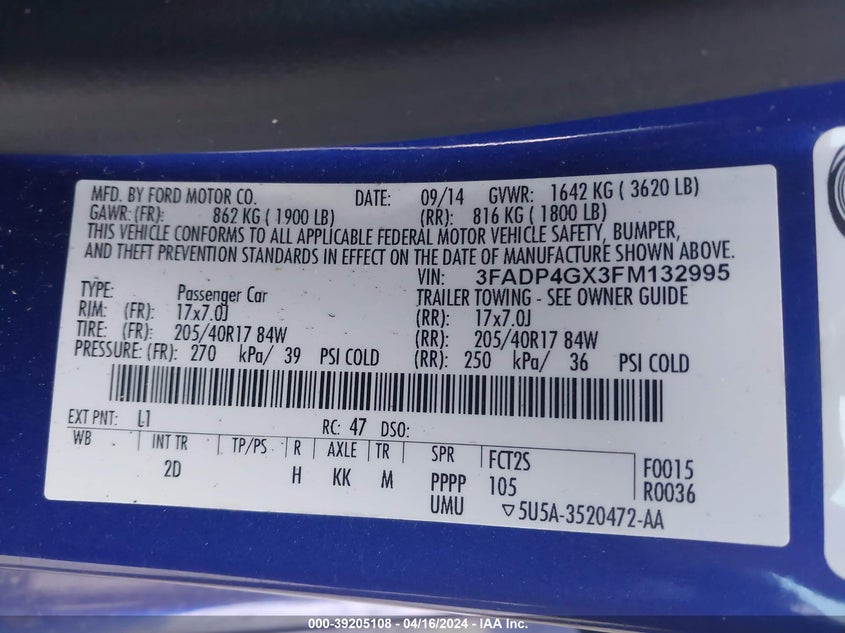 MFD. BY FORD MOTOR CO. DATE: 09/14 GVWR: 1642 KG ( 3620 LB)
GAWR: (FR): 862 KG ( 1900 LB) (RR): 816 KG ( 1800 LB)
THIS VEHICLE CONFORMS TO ALL APPLICABLE FEDERAL MOTOR VEHICLE SAFETY, BUMPER,
AND THEFT PREVENTION STANDARDS IN EFFECT ON THE DATE OF MANUFACTURE SHOWN ABOVE.
VIN: 3FADP4GX3FM132995
TYPE: Passenger Car TRAILER TOWING - SEE OWNER GUIDE
RIM: (FR): 17x7.0J (RR): 17x7.0J
TIRE: (FR): 205/40R17 84W (RR): 205/40R17 84W
PRESSURE: (FR): 270 kPa/ 39 PSI COLD (RR): 250 kPa/ 36 PSI COLD
EXT PNT: L1 RC: 47 DSO:
WB INT TR TP/PS R AXLE TR SPR FCT2S F0015
2D H KK M PPPP 105 R0036
UMU ▽5U5A-3520472-AA
000-39205108 - 04/16/2024 - IAA Inc.